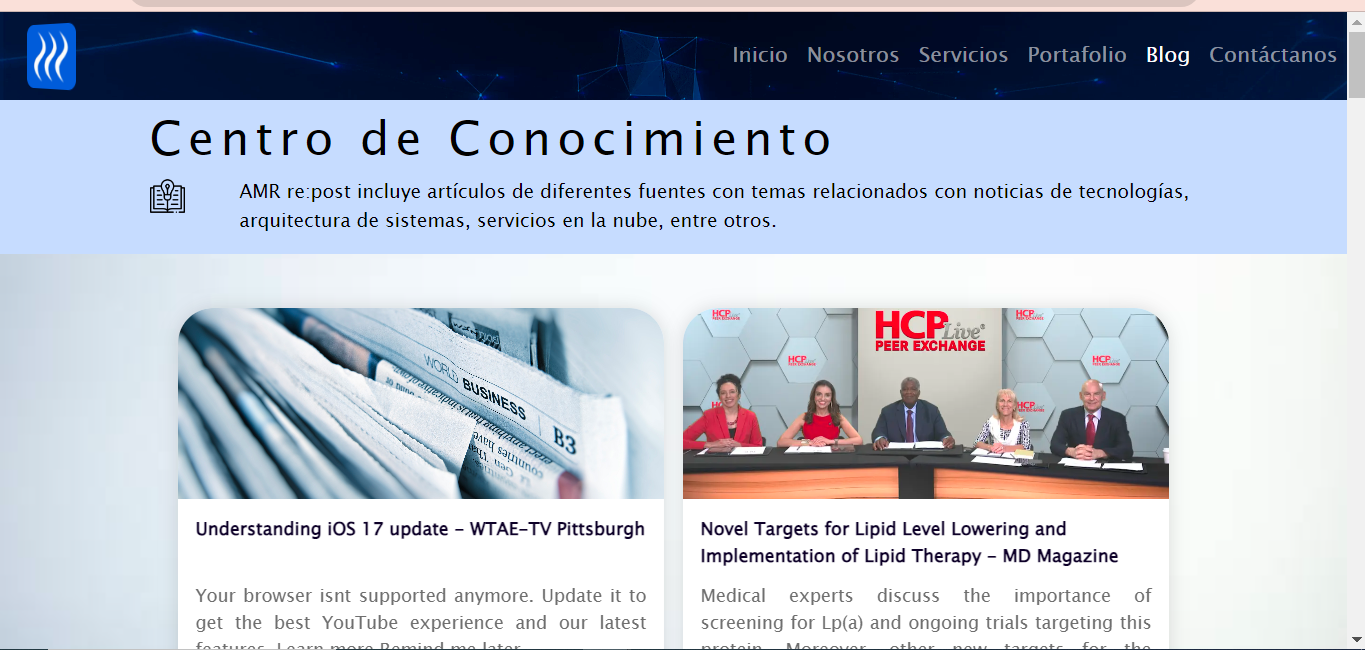 Inicio Nosotros Servicios Portafolio Blog Contáctanos
Centro de Conocimiento
AMR re:post incluye artículos de diferentes fuentes con temas relacionados con noticias de tecnologías,
arquitectura de sistemas, servicios en la nube, entre otros.
WORLD BUSINESS B3
countries have
HCP Live®
PEER EXCHANGE
Understanding iOS 17 update - WTAE-TV Pittsburgh
Your browser isnt supported anymore. Update it to
get the best YouTube experience and our latest
features. Learn more Remind me later
Novel Targets for Lipid Level Lowering and
Implementation of Lipid Therapy - MD Magazine
Medical experts discuss the importance of
screening for Lp(a) and ongoing trials targeting this
protein. Moreover, other new targets for the